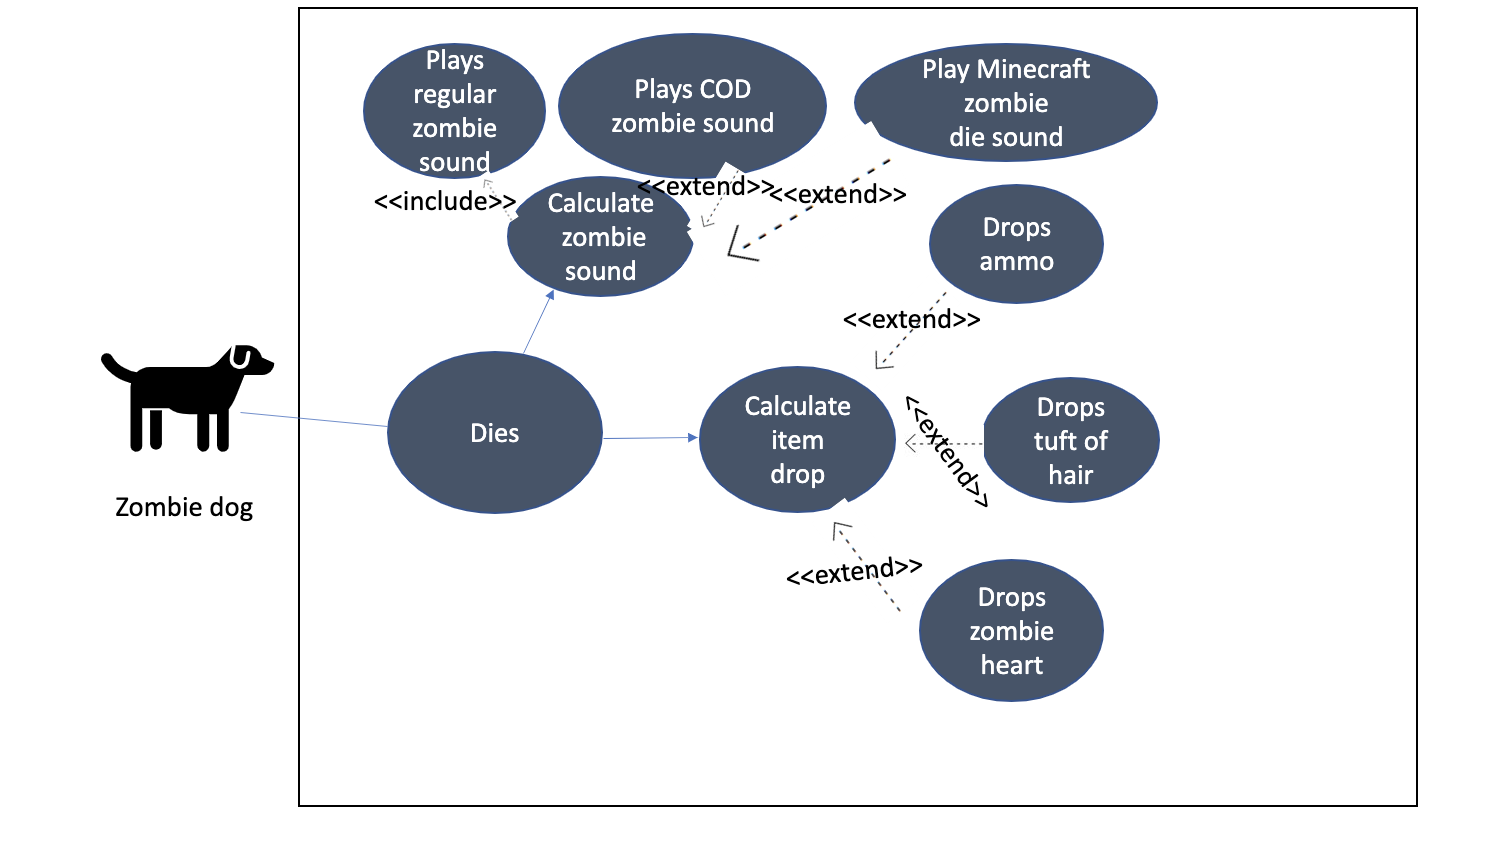 Plays
regular
zombie
sound
Plays COD
zombie sound
Play Minecraft
zombie
die sound
<<include>>
<<extend>>
<<extend>>
Calculate
zombie
sound
Drops
ammo
<<extend>>
Dies
Calculate
item
drop
<<extend>>
Drops
tuft of
hair
Zombie dog
<<extend>>
Drops
zombie
heart